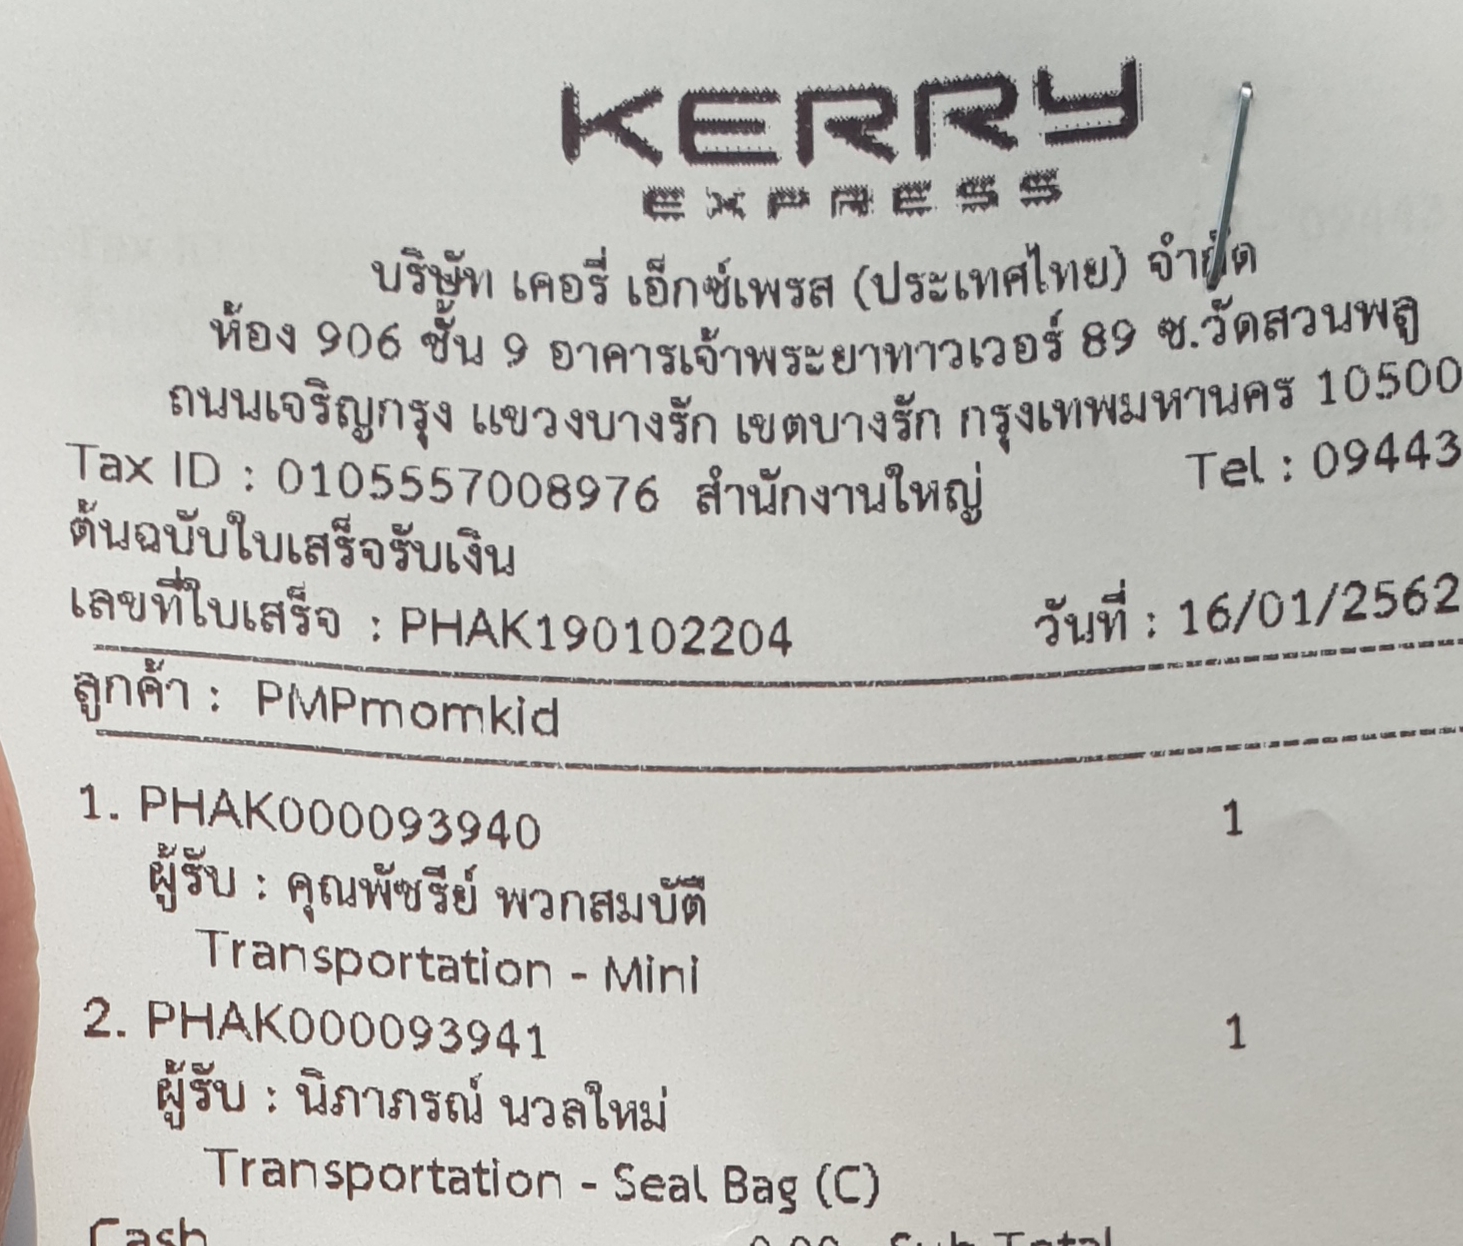 KERRY
EXPRESS
บริษัท เคอรี่ เอ็กซ์เพรส (ประเทศไทย) จำกัด
ห้อง 906 ชั้น 9 อาคารเจ้าพระยาทาวเวอร์ 89 ซ.วัดสวนพลู
ถนนเจริญกรุง แขวงบางรัก เขตบางรัก กรุงเทพมหานคร 10500
Tax ID : 0105557008976 สำนักงานใหญ่ Tel : 09443
ต้นฉบับใบเสร็จรับเงิน
เลขที่ใบเสร็จ : PHAK190102204 วันที่ : 16/01/2562
ลูกค้า : PMPmomkid
1. PHAK000093940 1
ผู้รับ : คุณพัชรีย์ พวกสมบัติ
Transportation - Mini
2. PHAK000093941 1
ผู้รับ : นิภาภรณ์ นวลใหม่
Transportation - Seal Bag (C)
Cash Sub Total